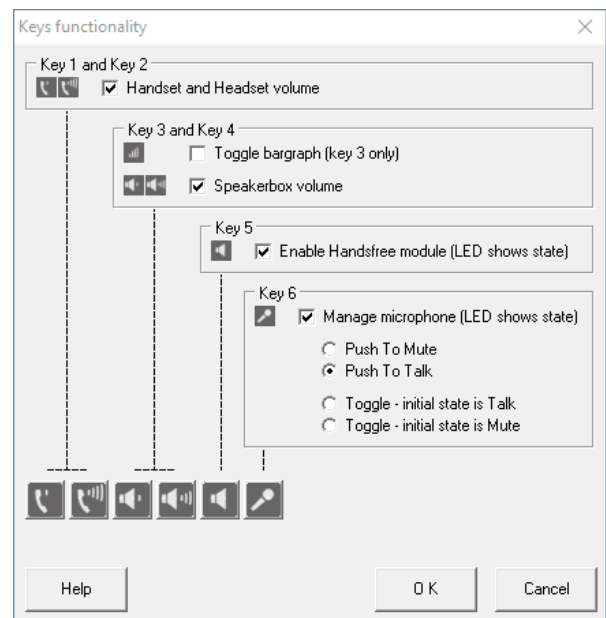 Keys functionality
Key 1 and Key 2
Handset and Headset volume
Key 3 and Key 4
Toggle bargraph (key 3 only)
Speakerbox volume
Key 5
Enable Handsfree module (LED shows state)
Key 6
Manage microphone (LED shows state)
Push To Mute
Push To Talk
Toggle - initial state is Talk
Toggle - initial state is Mute
Help
O K
Cancel